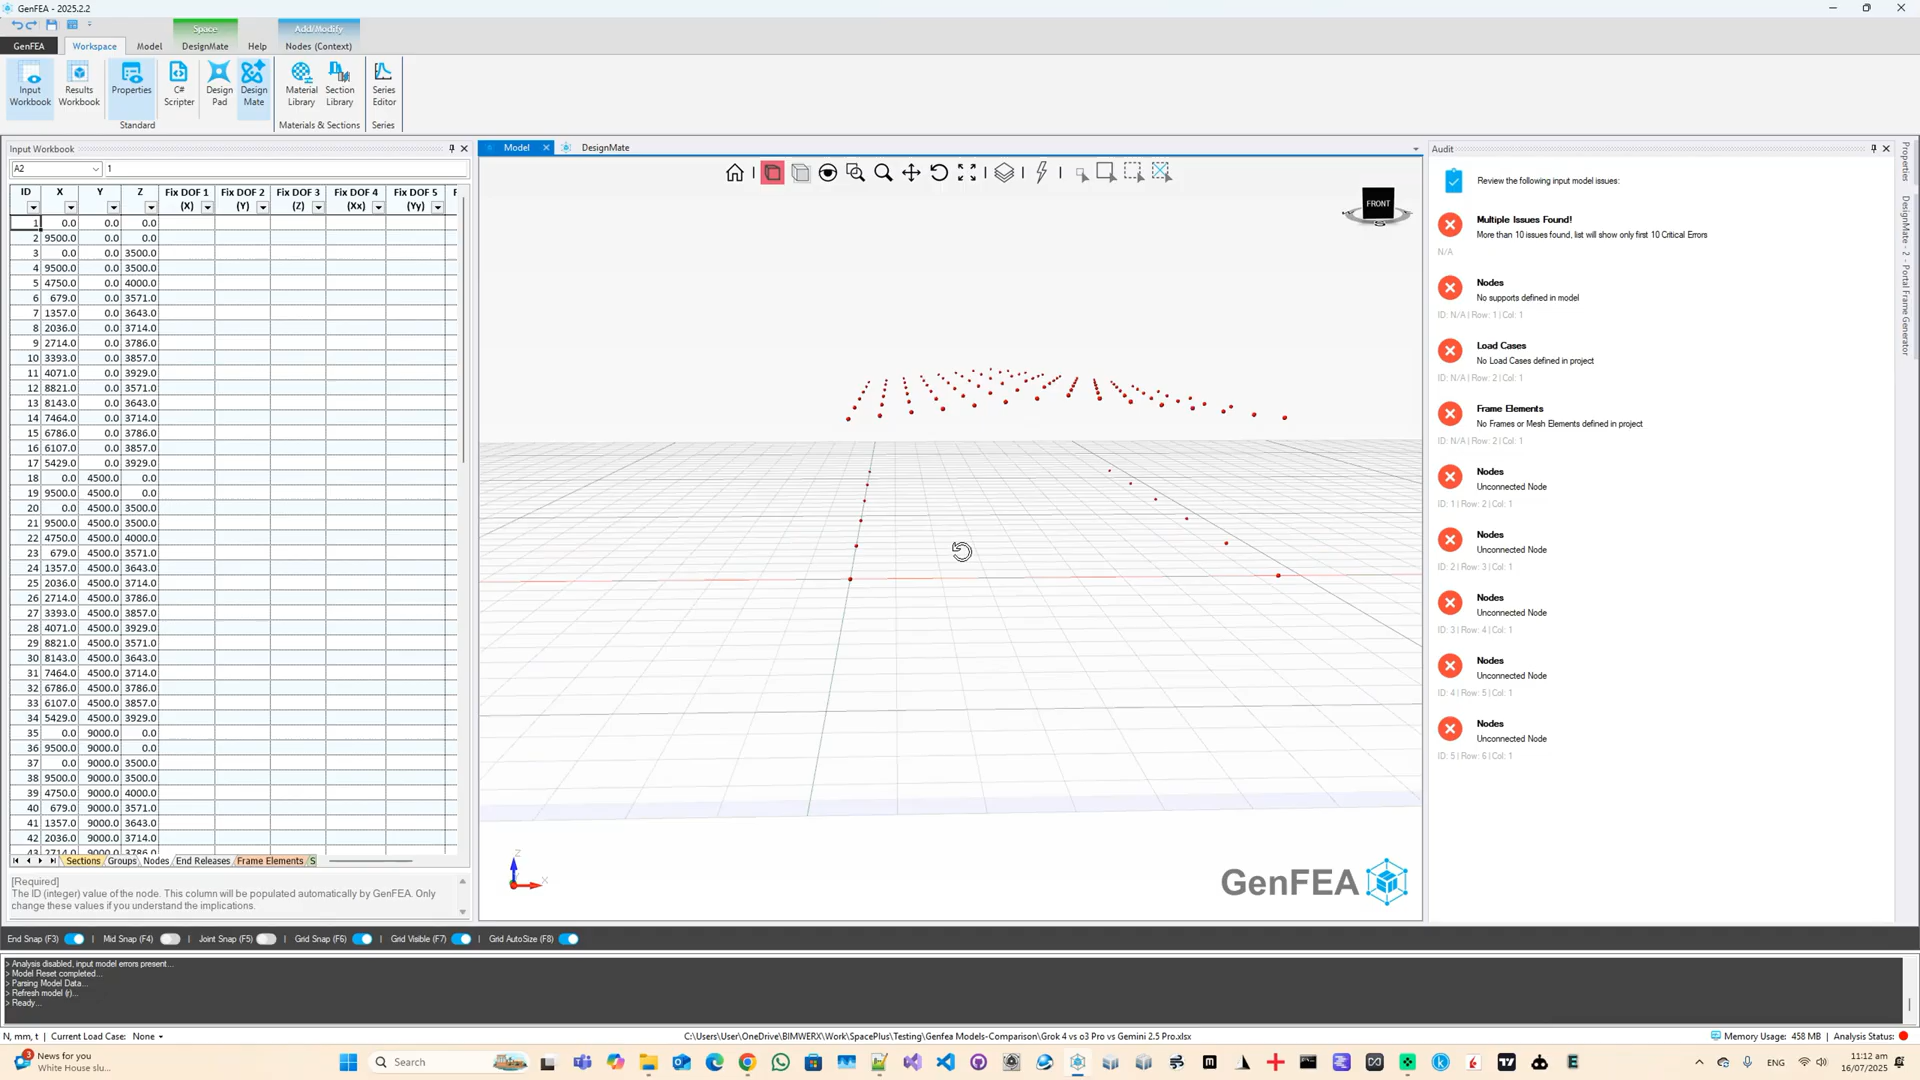 GenFEA - 2025.2.2
Space
Add/Modify
GenFEA
Workspace
Model
DesignMate
Help
Nodes (Context)
Input Workbook
Results Workbook
Properties
C# Scripter
Design Pad
Design Mate
Material Library
Section Library
Series Editor
Standard
Materials & Sections
Series
Input Workbook
A2 1
Model
DesignMate
Audit
ID X Y Z Fix DOF 1 (X) Fix DOF 2 (Y) Fix DOF 3 (Z) Fix DOF 4 (Xx) Fix DOF 5 (Yy) F
1 0.0 0.0 0.0
2 9500.0 0.0 0.0
3 0.0 0.0 3500.0
4 9500.0 0.0 3500.0
5 4750.0 0.0 4000.0
6 679.0 0.0 3571.0
7 1357.0 0.0 3643.0
8 2036.0 0.0 3714.0
9 2714.0 0.0 3786.0
10 3393.0 0.0 3857.0
11 4071.0 0.0 3929.0
12 8821.0 0.0 3571.0
13 8143.0 0.0 3643.0
14 7464.0 0.0 3714.0
15 6786.0 0.0 3786.0
16 6107.0 0.0 3857.0
17 5429.0 0.0 3929.0
18 0.0 4500.0 0.0
19 9500.0 4500.0 0.0
20 0.0 4500.0 3500.0
21 9500.0 4500.0 3500.0
22 4750.0 4500.0 4000.0
23 679.0 4500.0 3571.0
24 1357.0 4500.0 3643.0
25 2036.0 4500.0 3714.0
26 2714.0 4500.0 3786.0
27 3393.0 4500.0 3857.0
28 4071.0 4500.0 3929.0
29 8821.0 4500.0 3571.0
30 8143.0 4500.0 3643.0
31 7464.0 4500.0 3714.0
32 6786.0 4500.0 3786.0
33 6107.0 4500.0 3857.0
34 5429.0 4500.0 3929.0
35 0.0 9000.0 0.0
36 9500.0 9000.0 0.0
37 0.0 9000.0 3500.0
38 9500.0 9000.0 3500.0
39 4750.0 9000.0 4000.0
40 679.0 9000.0 3571.0
41 1357.0 9000.0 3643.0
42 2036.0 9000.0 3714.0
43 2714.0 9000.0 3786.0
Sections Groups Nodes End Releases Frame Elements S
[Required]
The ID (integer) value of the node. This column will be populated automatically by GenFEA. Only
change these values if you understand the implications.
FRONT
Z
X
GenFEA
Review the following input model issues:
Multiple Issues Found!
More than 10 issues found, list will show only first 10 Critical Errors
N/A
Nodes
No supports defined in model
ID: N/A | Row: 1 | Col: 1
Load Cases
No Load Cases defined in project
ID: N/A | Row: 2 | Col: 1
Frame Elements
No Frames or Mesh Elements defined in project
ID: N/A | Row: 2 | Col: 1
Nodes
Unconnected Node
ID: 1 | Row: 2 | Col: 1
Nodes
Unconnected Node
ID: 2 | Row: 3 | Col: 1
Nodes
Unconnected Node
ID: 3 | Row: 4 | Col: 1
Nodes
Unconnected Node
ID: 4 | Row: 5 | Col: 1
Nodes
Unconnected Node
ID: 5 | Row: 6 | Col: 1
Properties
DesignMate - 2 - Portal Frame Generator
End Snap (F3) | Mid Snap (F4) | Joint Snap (F5) | Grid Snap (F6) | Grid Visible (F7) | Grid AutoSize (F8)
> Analysis disabled, input model errors present...
> Model Reset completed...
> Parsing Model Data...
> Refresh model (r)...
> Ready...
N, mm, t | Current Load Case: None
C:\Users\User\OneDrive\BIMWERX\Work\SpacePlus\Testing\Genfea Models-Comparison\Grok 4 vs o3 Pro vs Gemini 2.5 Pro.xlsx
Memory Usage: 458 MB | Analysis Status:
3
News for you
White House slu...
Search
ENG
11:12 am
16/07/2025